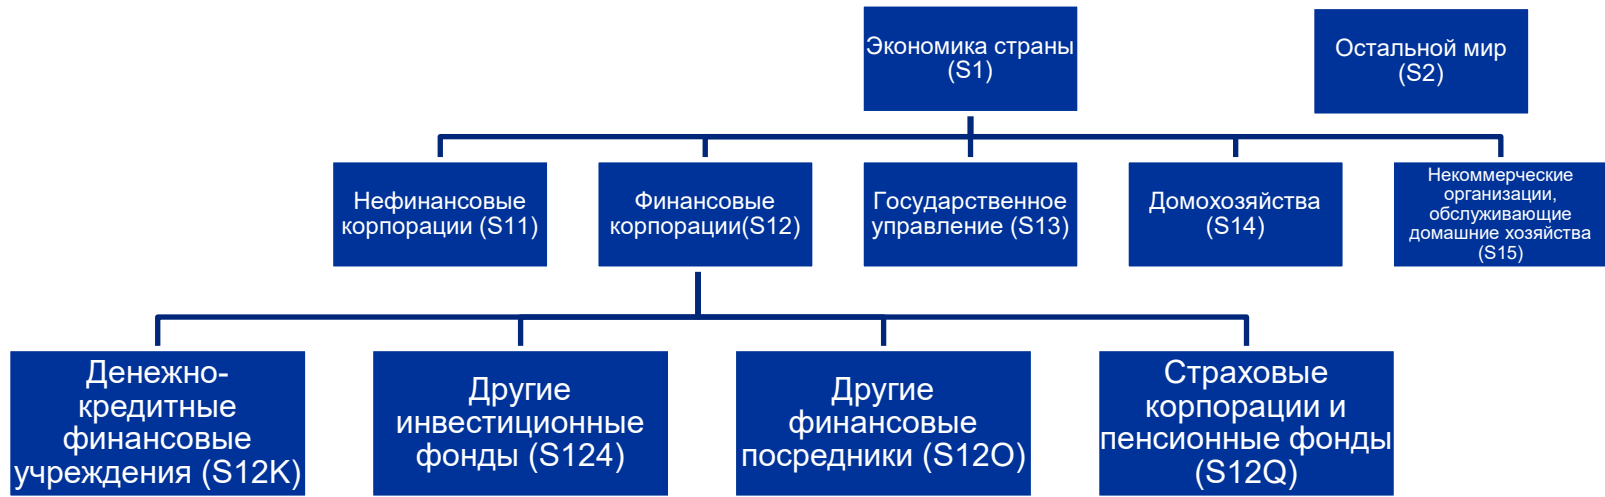 Экономика страны
(S1)
Остальной мир
(S2)
Нефинансовые
корпорации (S11)
Финансовые
корпорации(S12)
Государственное
управление (S13)
Домохозяйства
(S14)
Некоммерческие
организации,
обслуживающие
домашние хозяйства
(S15)
Денежно-
кредитные
финансовые
учреждения (S12K)
Другие
инвестиционные
фонды (S124)
Другие
финансовые
посредники (S12O)
Страховые
корпорации и
пенсионные фонды
(S12Q)